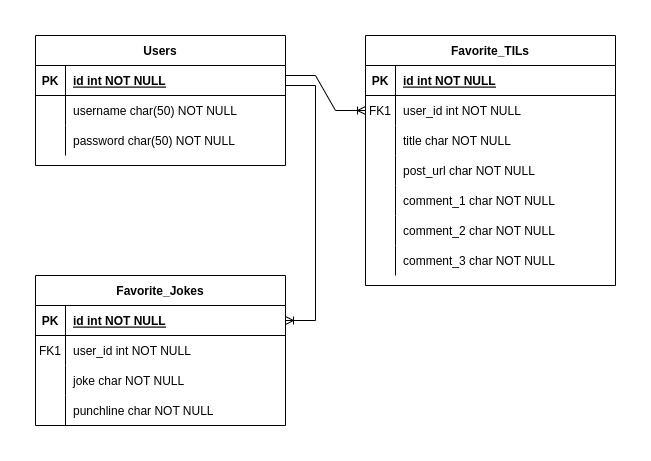 Users
PK id int NOT NULL
username char(50) NOT NULL
password char(50) NOT NULL
Favorite_TILs
PK id int NOT NULL
FK1 user_id int NOT NULL
title char NOT NULL
post_url char NOT NULL
comment_1 char NOT NULL
comment_2 char NOT NULL
comment_3 char NOT NULL
Favorite_Jokes
PK id int NOT NULL
FK1 user_id int NOT NULL
joke char NOT NULL
punchline char NOT NULL